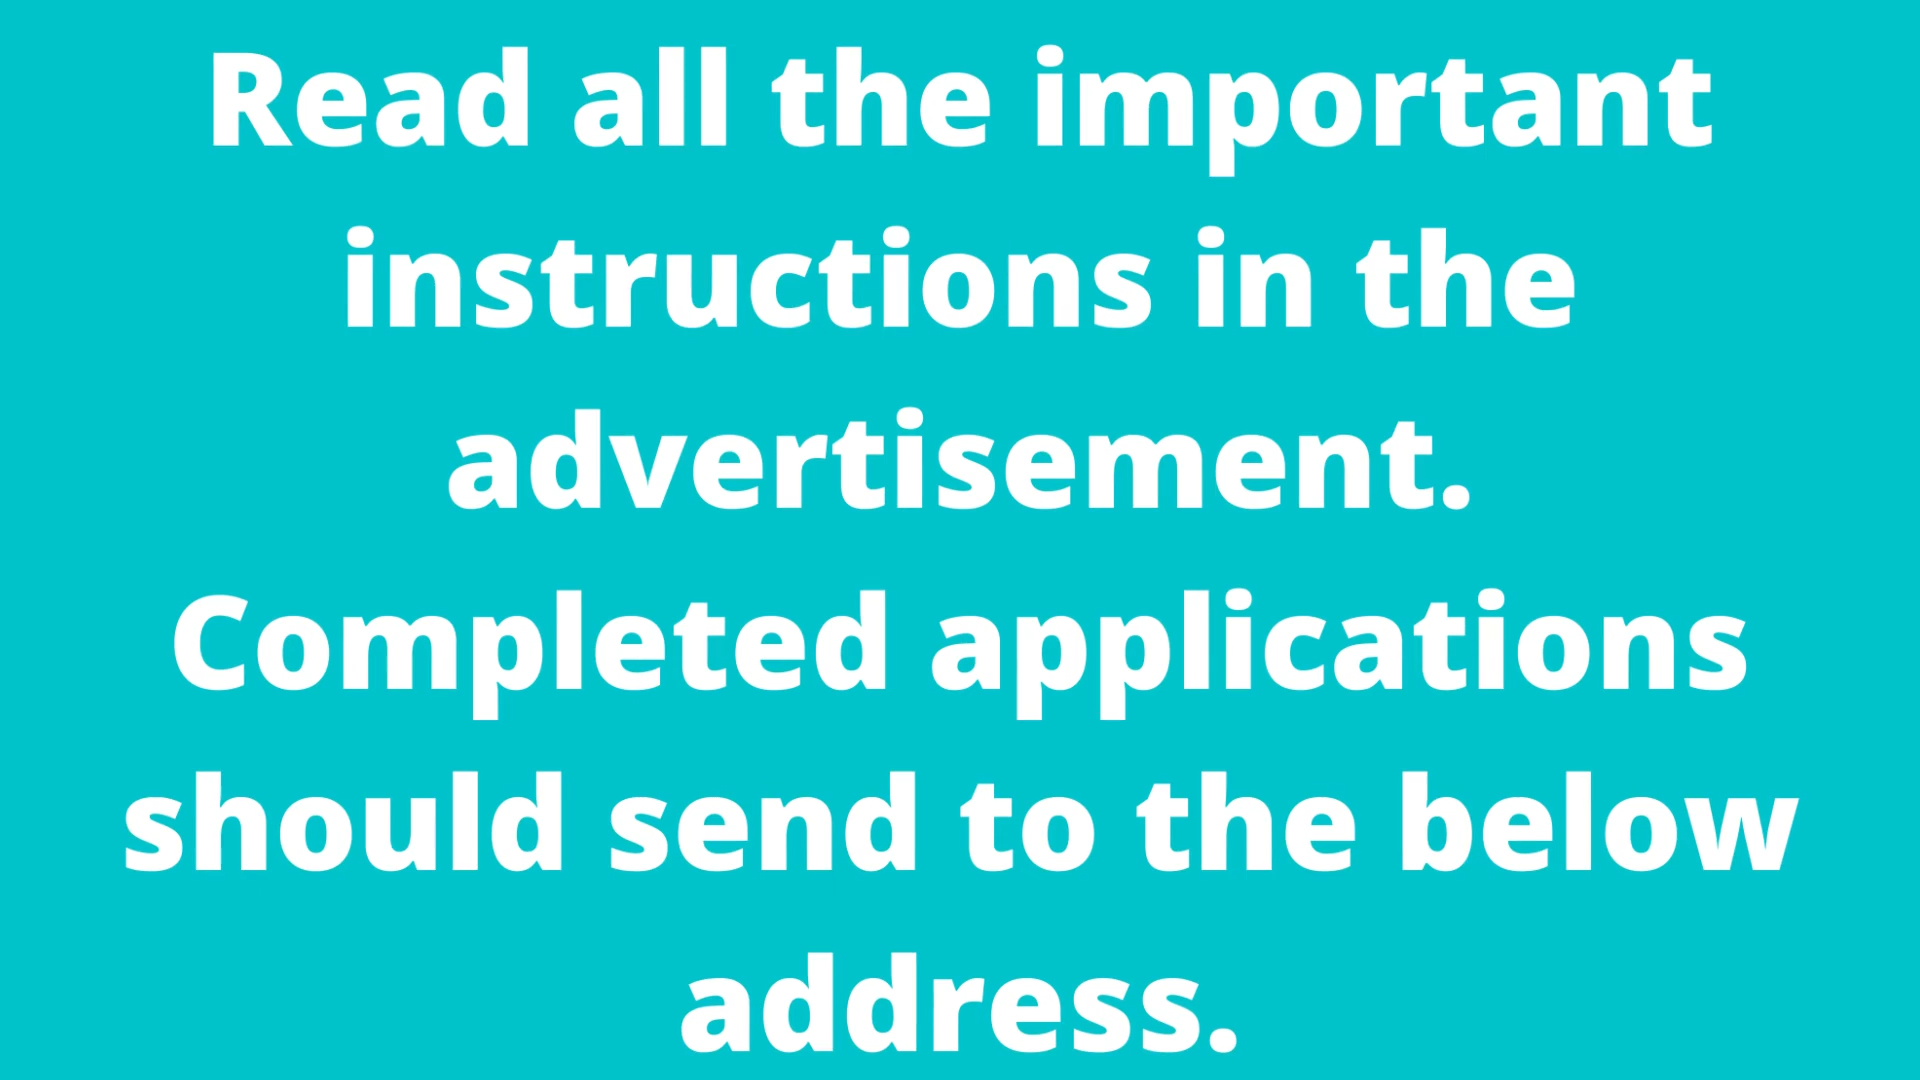 Read all the important
instructions in the
advertisement.
Completed applications
should send to the below
address.